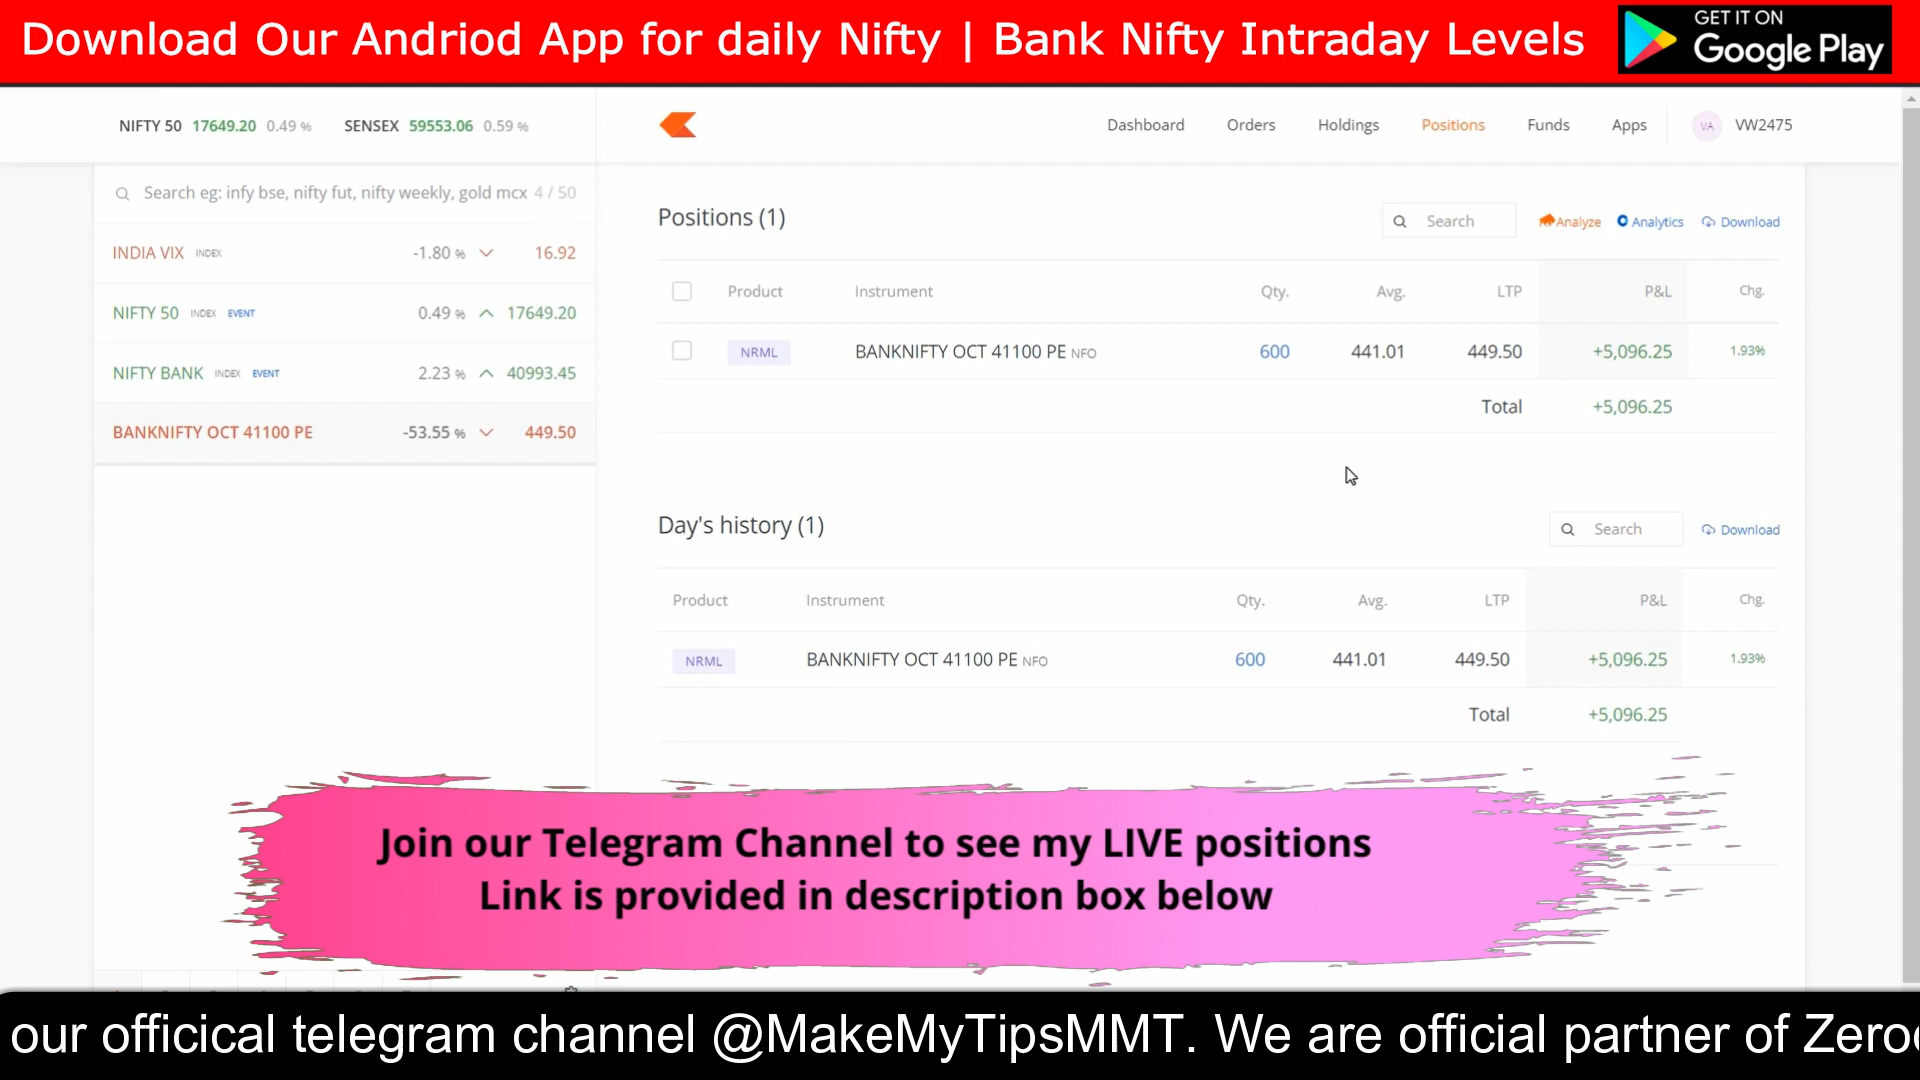 Download Our Andriod App for daily Nifty | Bank Nifty Intraday Levels
GET IT ON
Google Play
NIFTY 50 17649.20 0.49 % SENSEX 59553.06 0.59 %
Dashboard Orders Holdings Positions Funds Apps VA VW2475
Search eg: infy bse, nifty fut, nifty weekly, gold mcx 4 / 50
INDIA VIX INDEX -1.80 % 16.92
NIFTY 50 INDEX EVENT 0.49 % 17649.20
NIFTY BANK INDEX EVENT 2.23 % 40993.45
BANKNIFTY OCT 41100 PE -53.55 % 449.50
Positions (1) Search Analyze Analytics Download
Product Instrument Qty. Avg. LTP P&L Chg.
NRML BANKNIFTY OCT 41100 PE NFO 600 441.01 449.50 +5,096.25 1.93%
Total +5,096.25
Day's history (1) Search Download
Product Instrument Qty. Avg. LTP P&L Chg.
NRML BANKNIFTY OCT 41100 PE NFO 600 441.01 449.50 +5,096.25 1.93%
Total +5,096.25
Join our Telegram Channel to see my LIVE positions
Link is provided in description box below
our officical telegram channel @MakeMyTipsMMT. We are official partner of